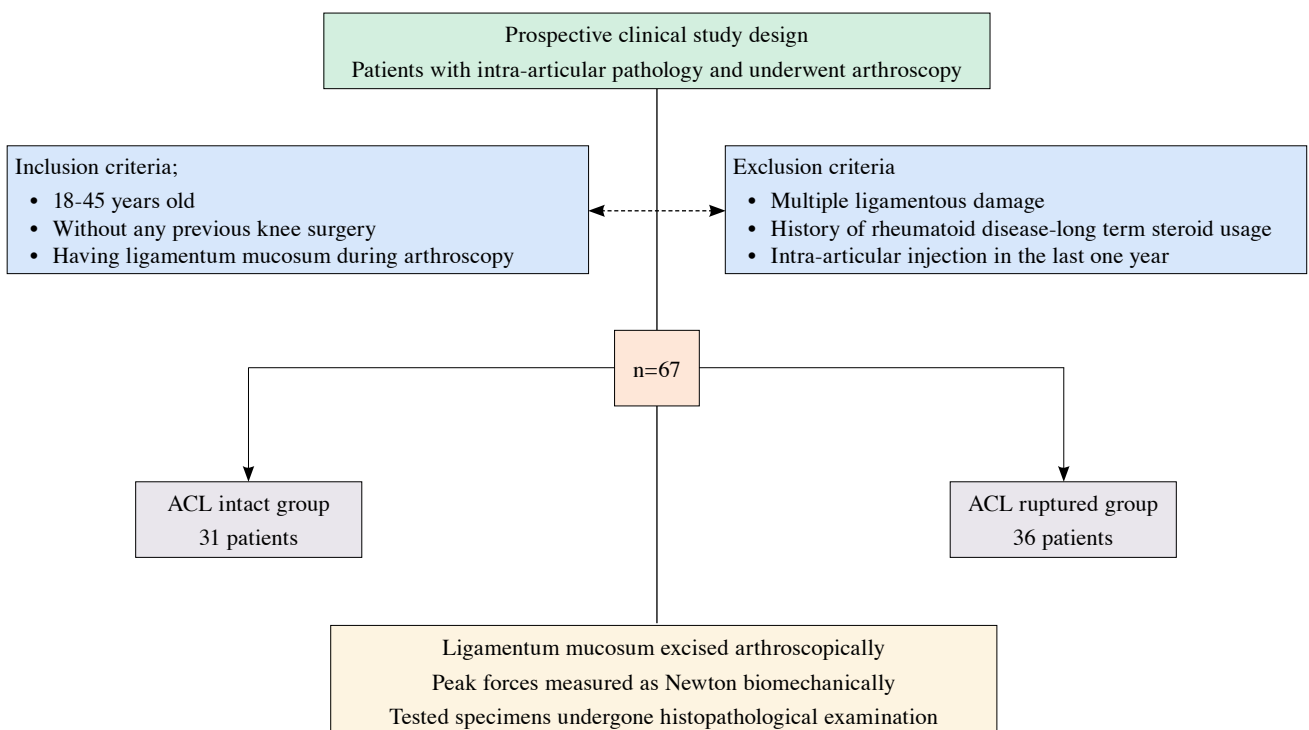 Prospective clinical study design
Patients with intra-articular pathology and underwent arthroscopy
Inclusion criteria;
• 18-45 years old
• Without any previous knee surgery
• Having ligamentum mucosum during arthroscopy
Exclusion criteria
• Multiple ligamentous damage
• History of rheumatoid disease-long term steroid usage
• Intra-articular injection in the last one year
n=67
ACL intact group
31 patients
ACL ruptured group
36 patients
Ligamentum mucosum excised arthroscopically
Peak forces measured as Newton biomechanically
Tested specimens undergone histopathological examination